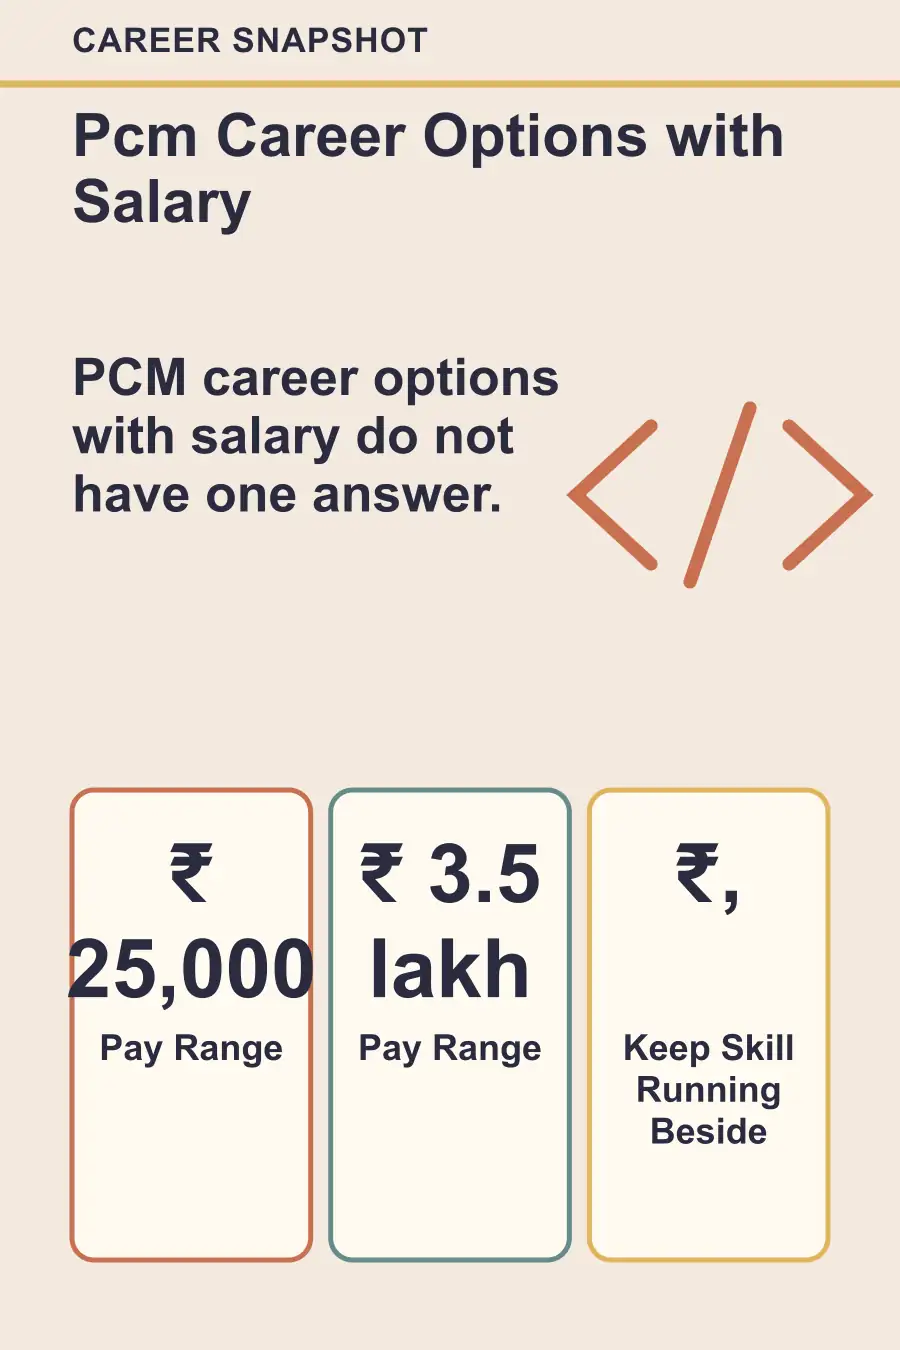 CAREER SNAPSHOT
Pcm Career Options with
Salary
PCM career options
with salary do not
have one answer.
</>
₹
25,000
Pay Range
₹ 3.5
lakh
Pay Range
₹,
Keep Skill
Running
Beside